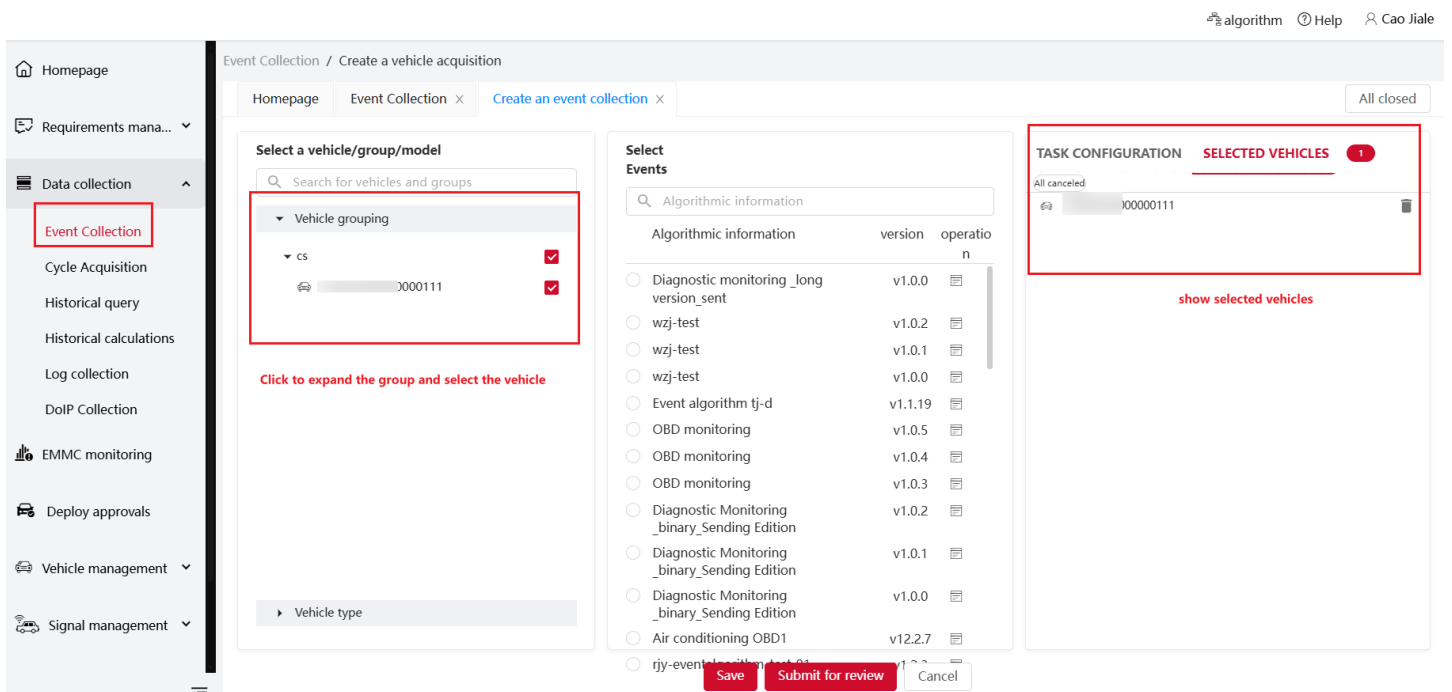 algorithm Help Cao Jiale
Homepage
Requirements mana...
Data collection
Event Collection
Cycle Acquisition
Historical query
Historical calculations
Log collection
DoIP Collection
EMMC monitoring
Deploy approvals
Vehicle management
Signal management
Event Collection / Create a vehicle acquisition
Homepage Event Collection × Create an event collection × All closed
Select a vehicle/group/model
Search for vehicles and groups
Vehicle grouping
cs
0000111
Click to expand the group and select the vehicle
Vehicle type
Select
Events
Algorithmic information
Algorithmic information version operatio
n
Diagnostic monitoring _long v1.0.0
version_sent
wzj-test v1.0.2
wzj-test v1.0.1
wzj-test v1.0.0
Event algorithm tj-d v1.1.19
OBD monitoring v1.0.5
OBD monitoring v1.0.4
OBD monitoring v1.0.3
Diagnostic Monitoring v1.0.2
_binary_Sending Edition
Diagnostic Monitoring v1.0.1
_binary_Sending Edition
Diagnostic Monitoring v1.0.0
_binary_Sending Edition
Air conditioning OBD1 v12.2.7
Save Submit for review Cancel
TASK CONFIGURATION SELECTED VEHICLES 1
All canceled
00000111
show selected vehicles